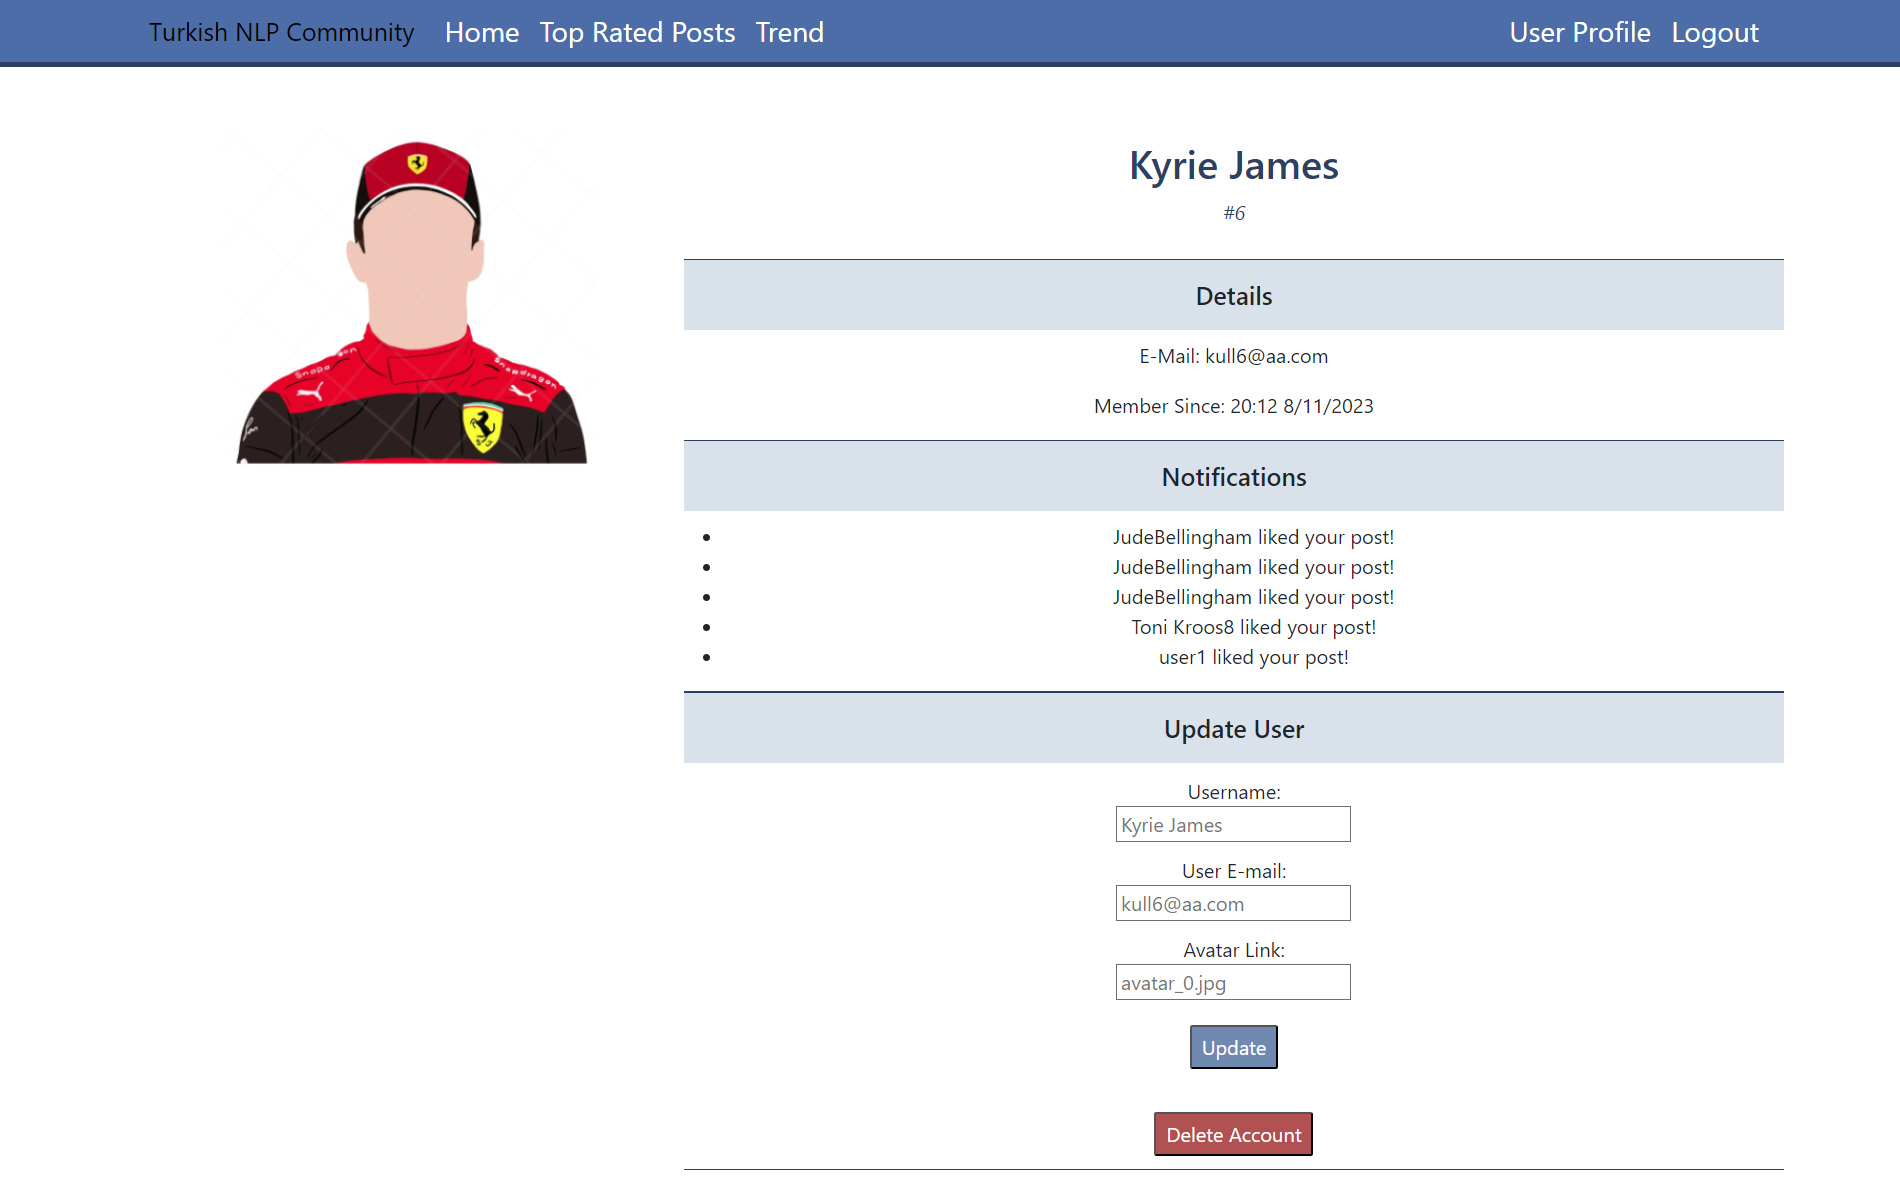 Turkish NLP Community Home Top Rated Posts Trend User Profile Logout
Snapdragon
Kyrie James
#6
Details
E-Mail: kull6@aa.com
Member Since: 20:12 8/11/2023
Notifications
JudeBellingham liked your post!
JudeBellingham liked your post!
JudeBellingham liked your post!
Toni Kroos8 liked your post!
user1 liked your post!
Update User
Username:
Kyrie James
User E-mail:
kull6@aa.com
Avatar Link:
avatar_0.jpg
Update
Delete Account